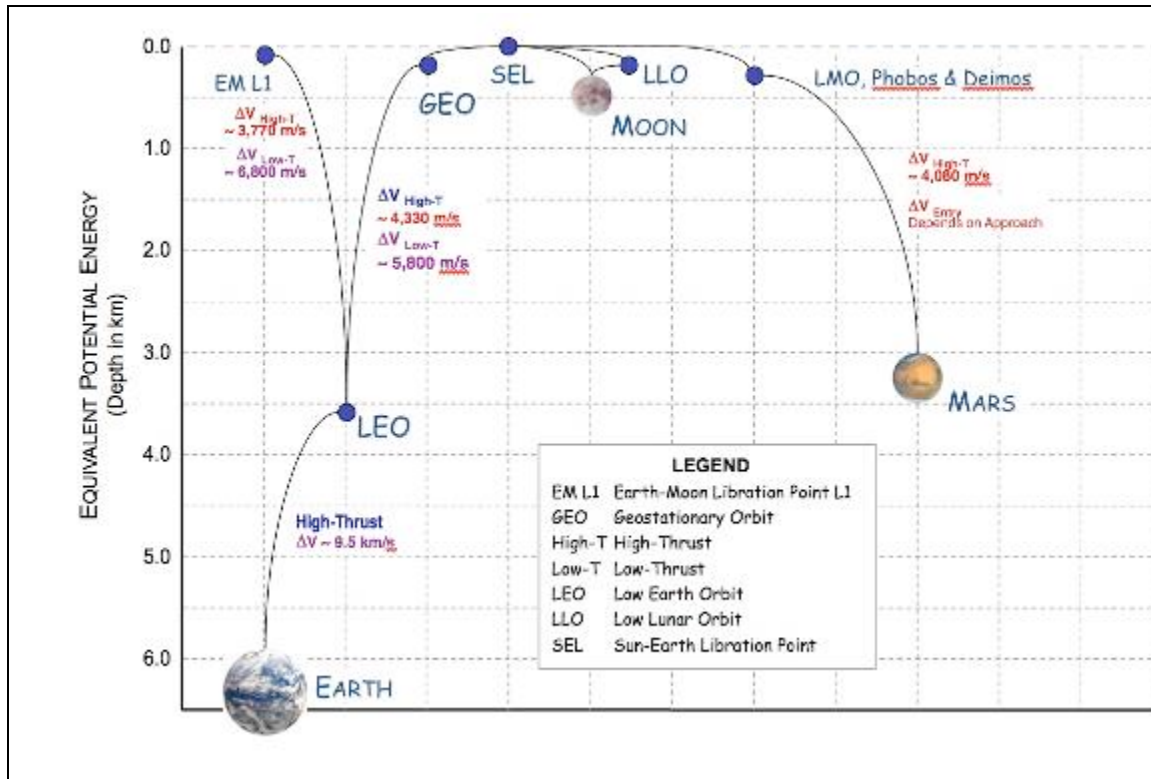 0.0
1.0
2.0
3.0
4.0
5.0
6.0
EQUIVALENT POTENTIAL ENERGY
(Depth in km)
EM L1
ΔV High-T
~ 3,770 m/s
ΔV Low-T
~ 6,800 m/s
GEO
SEL
LLO
MOON
LMO, Phobos & Deimos
ΔV High-T
~ 4,330 m/s
ΔV Low-T
~ 5,800 m/s
ΔV High-T
~ 4,080 m/s
ΔV Entry
Depends on Approach
MARS
LEO
High-Thrust
ΔV ~ 9.5 km/s
EARTH
LEGEND
EM L1 Earth-Moon Libration Point L1
GEO Geostationary Orbit
High-T High-Thrust
Low-T Low-Thrust
LEO Low Earth Orbit
LLO Low Lunar Orbit
SEL Sun-Earth Libration Point